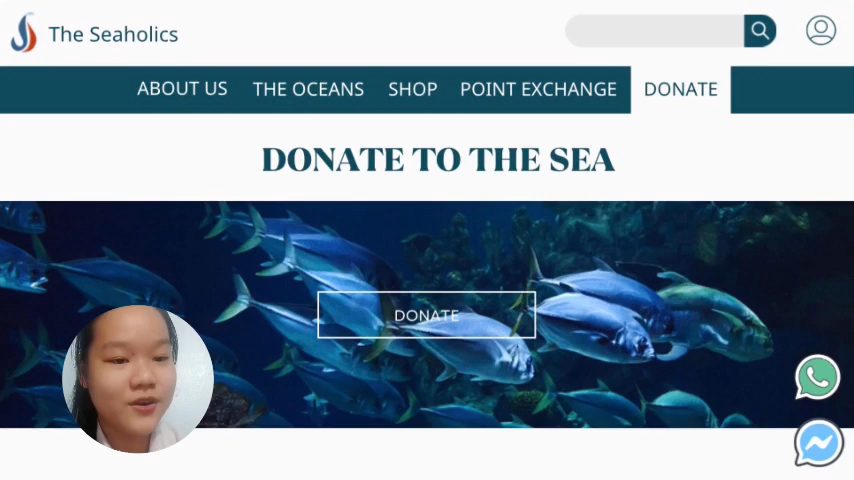 The Seaholics
ABOUT US THE OCEANS SHOP POINT EXCHANGE DONATE
DONATE TO THE SEA
DONATE